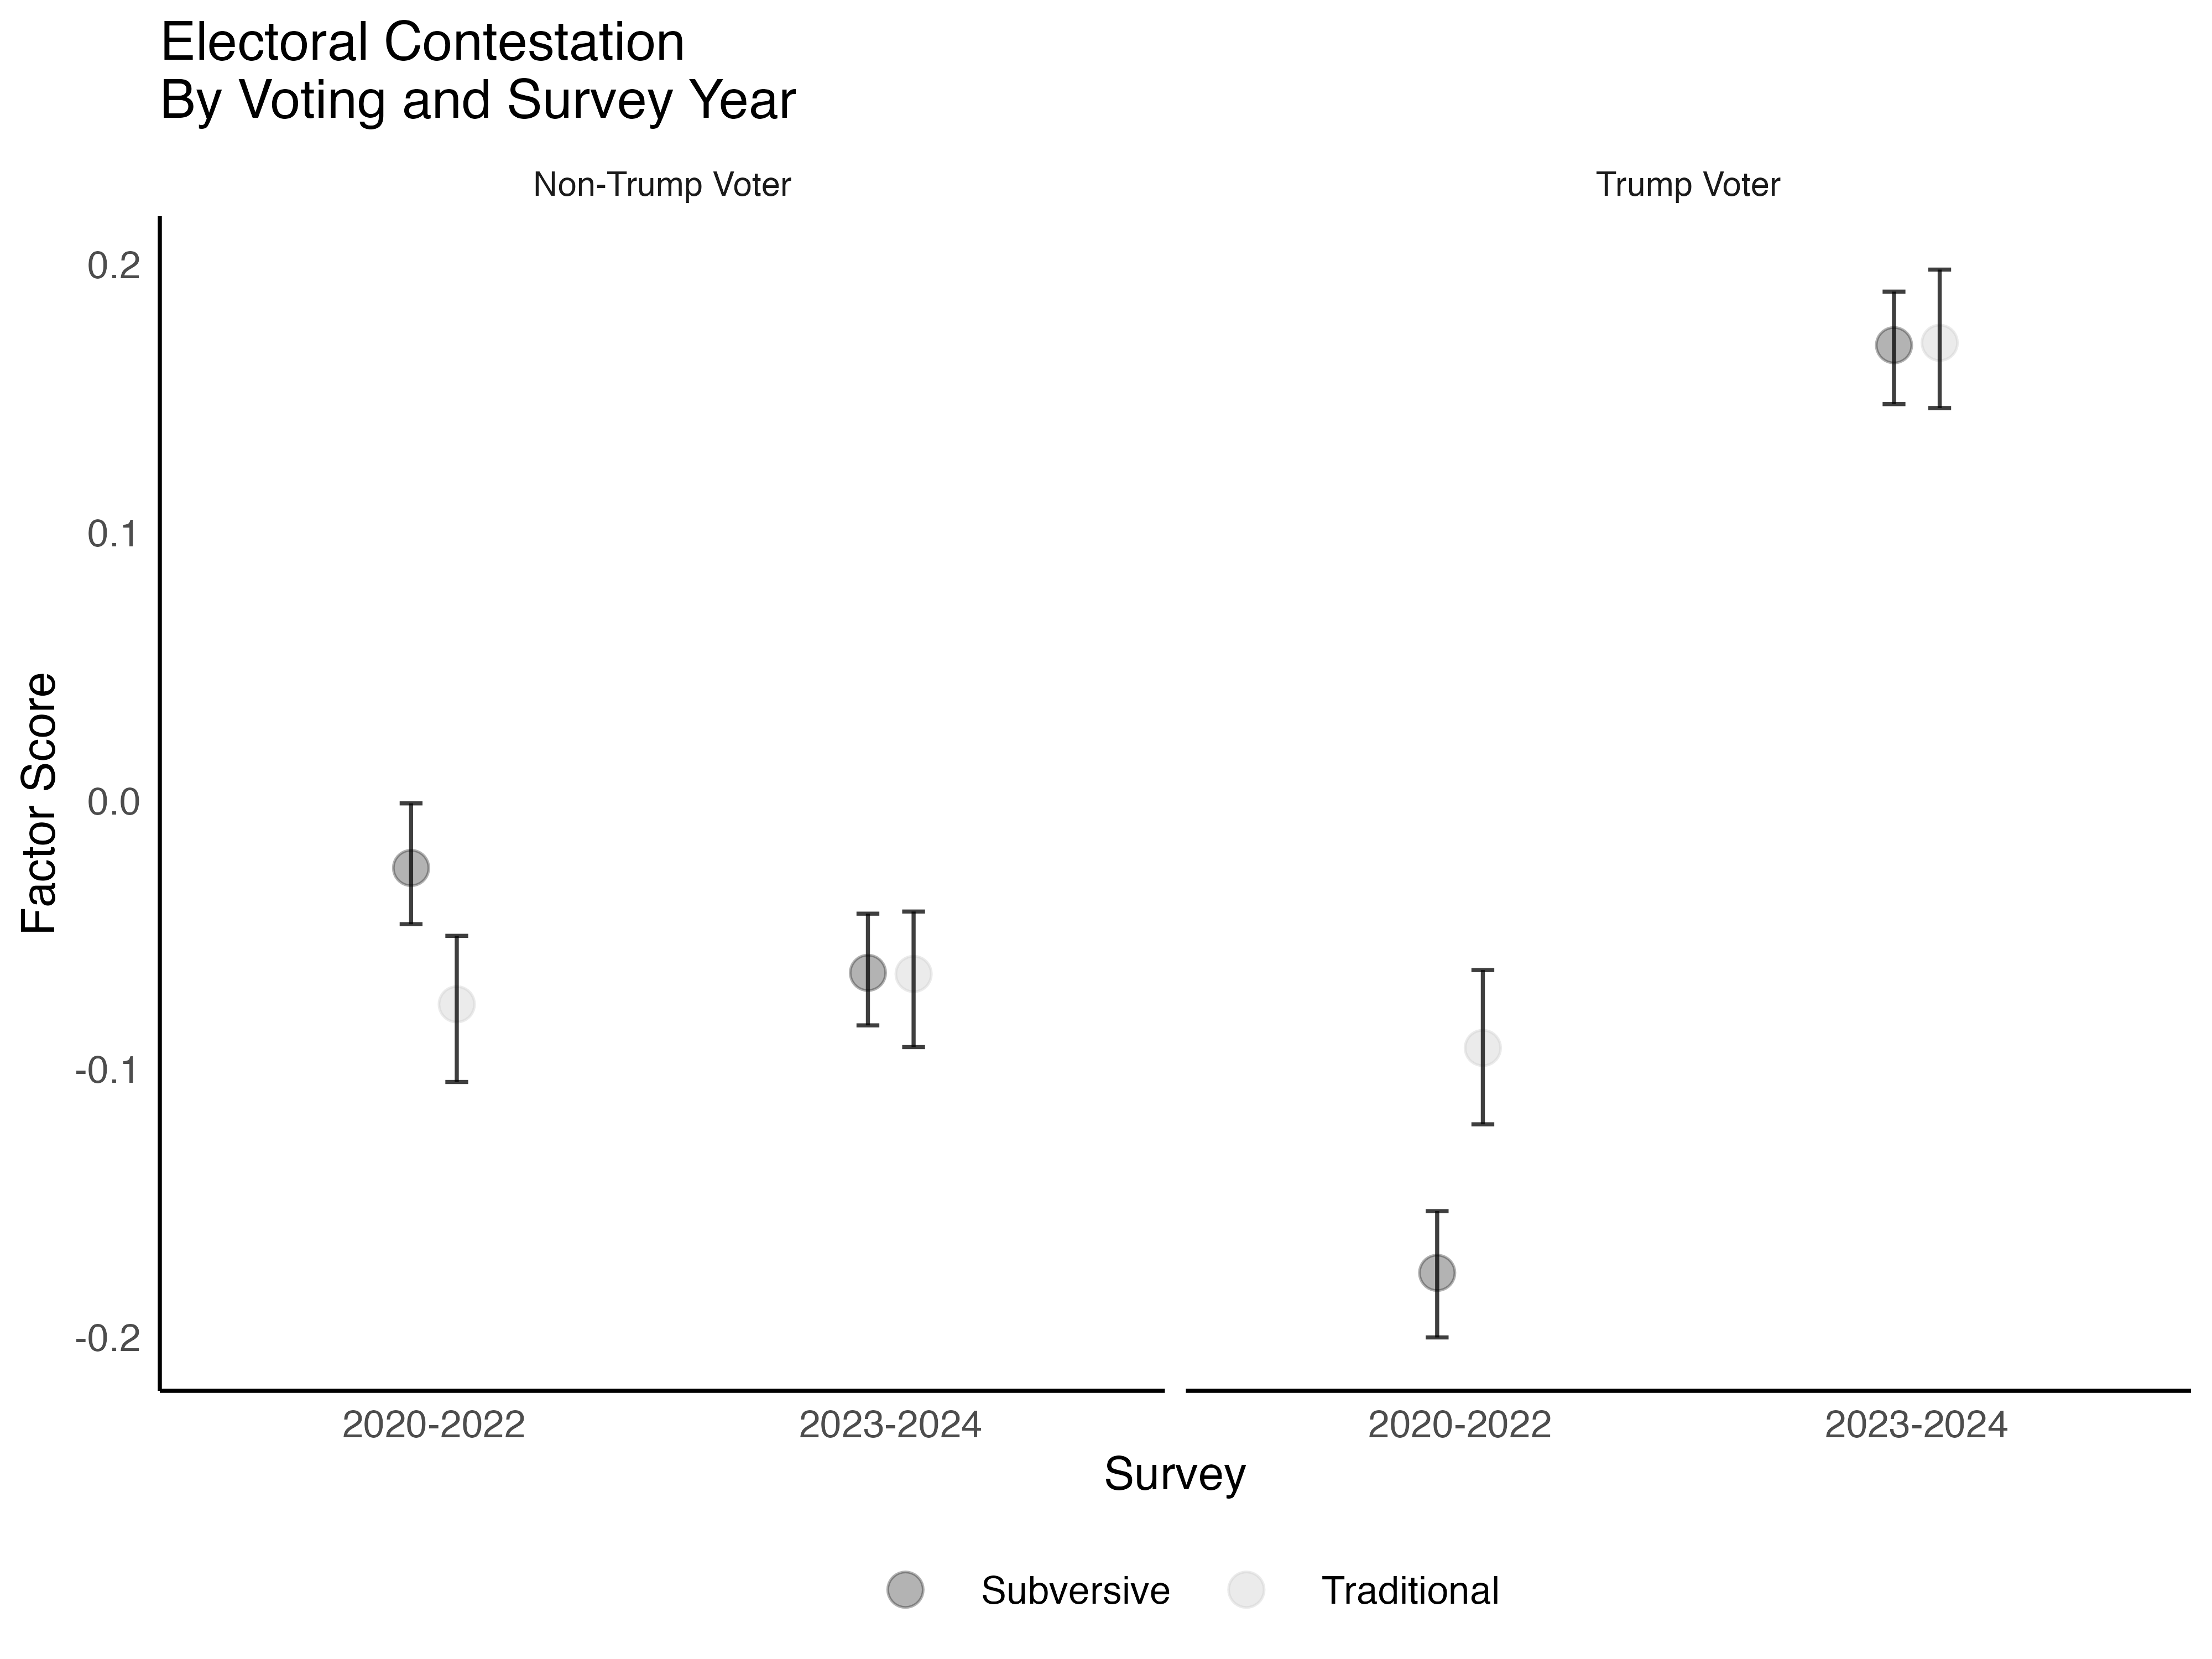 Electoral Contestation
By Voting and Survey Year
Non-Trump Voter
Trump Voter
0.2
0.1
0.0
-0.1
-0.2
Factor Score
2020-2022
2023-2024
2020-2022
2023-2024
Survey
Subversive
Traditional